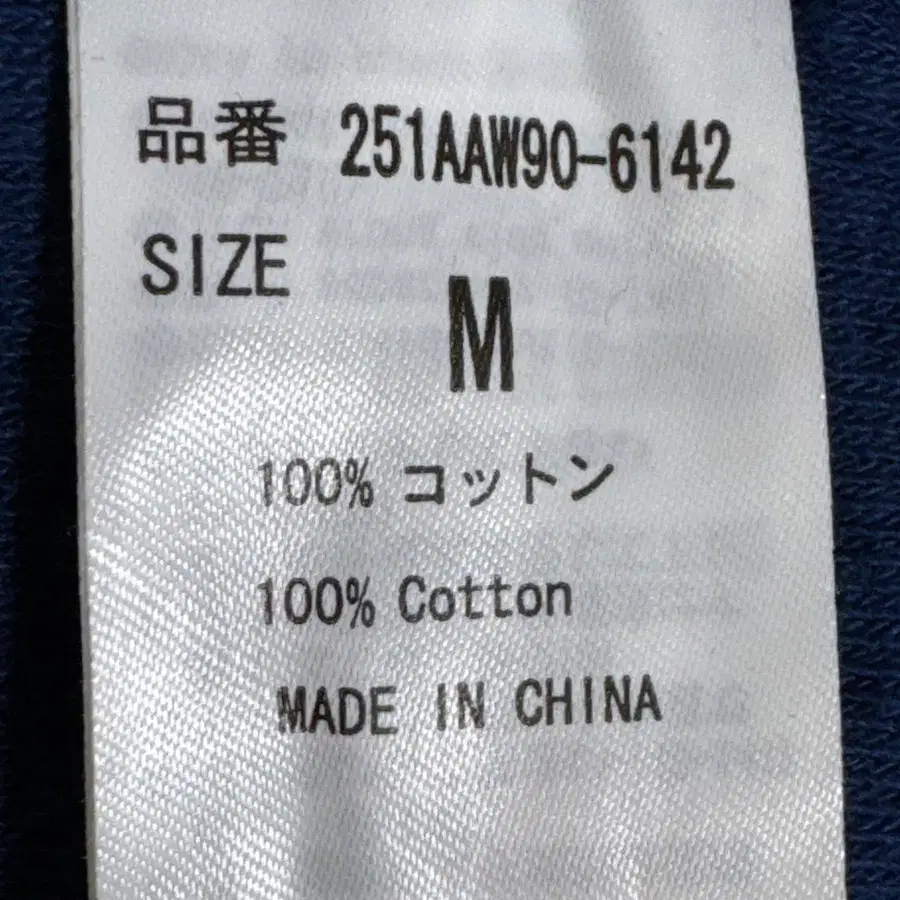 品番 251AAW90-6142
SIZE
M
100% コットン
100% Cotton
MADE IN CHINA